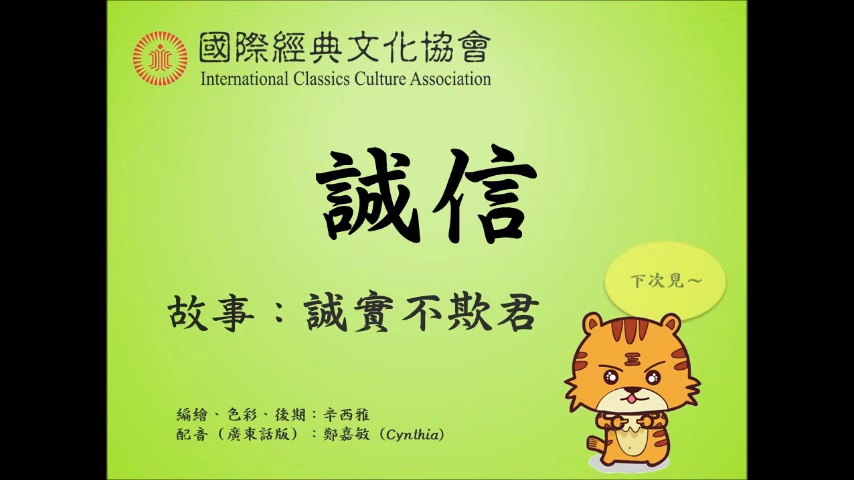 國際經典文化協會
International Classics Culture Association
誠信
下次見～
故事：誠實不欺君
編繪、色彩、後期：辛西雅
配音（廣東話版）：鄭嘉敏（Cynthia）